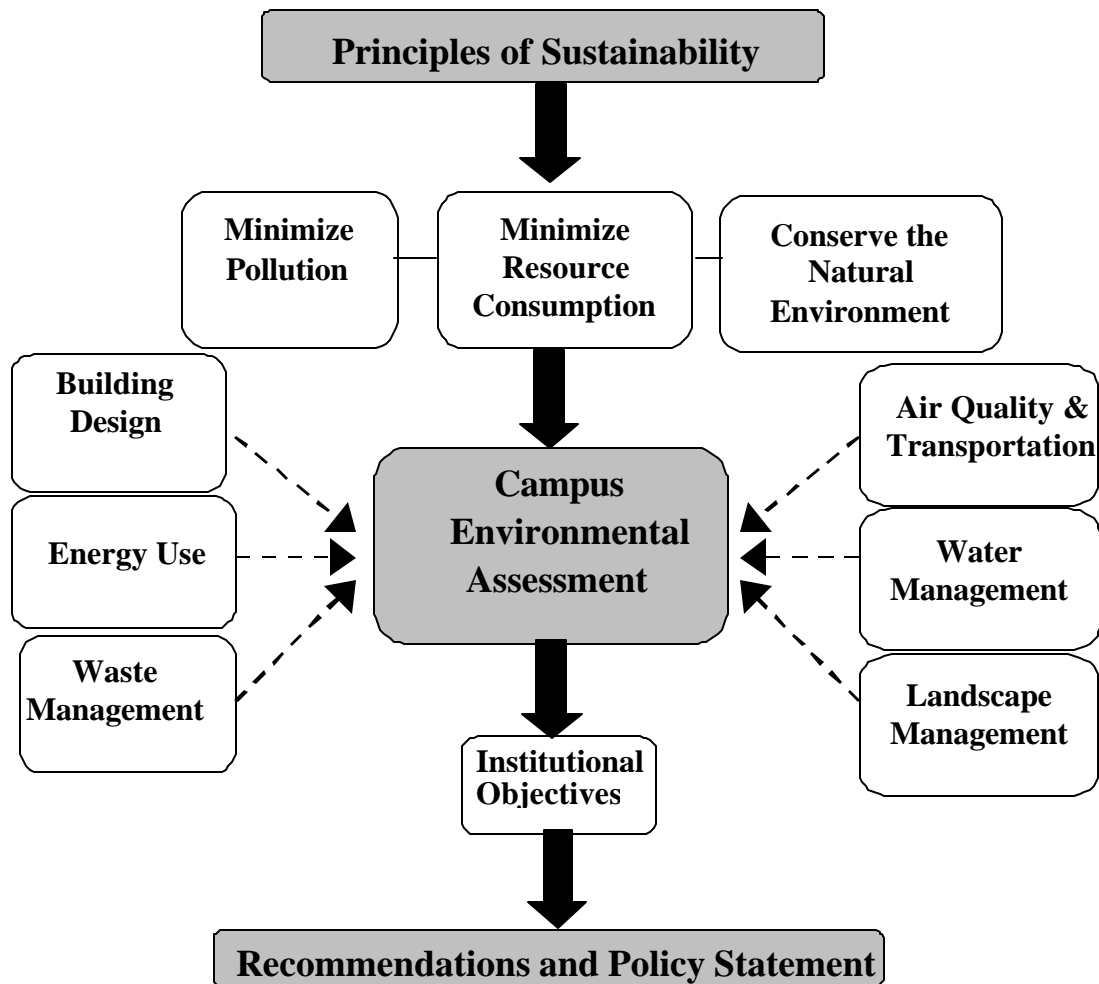 Principles of Sustainability
Minimize
Pollution
Minimize
Resource
Consumption
Conserve the
Natural
Environment
Building
Design
Energy Use
Waste
Management
Campus
Environmental
Assessment
Air Quality &
Transportation
Water
Management
Landscape
Management
Institutional
Objectives
Recommendations and Policy Statement